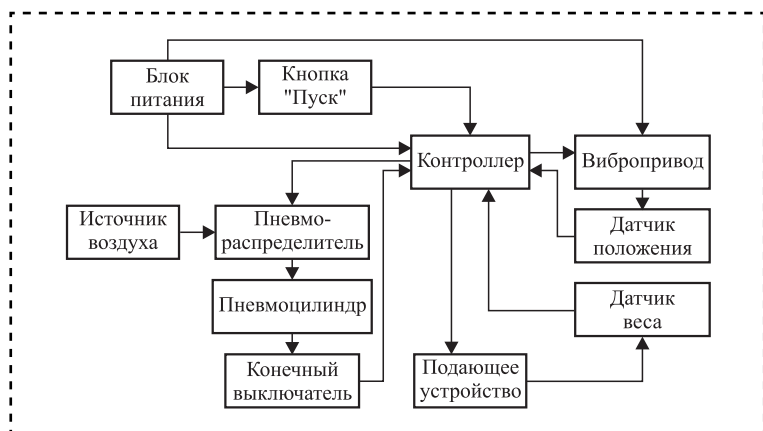 Блок
питания
Кнопка
"Пуск"
Контроллер
Вибропривод
Источник
воздуха
Пневмо-
распределитель
Датчик
положения
Пневмоцилиндр
Датчик
веса
Конечный
выключатель
Подающее
устройство